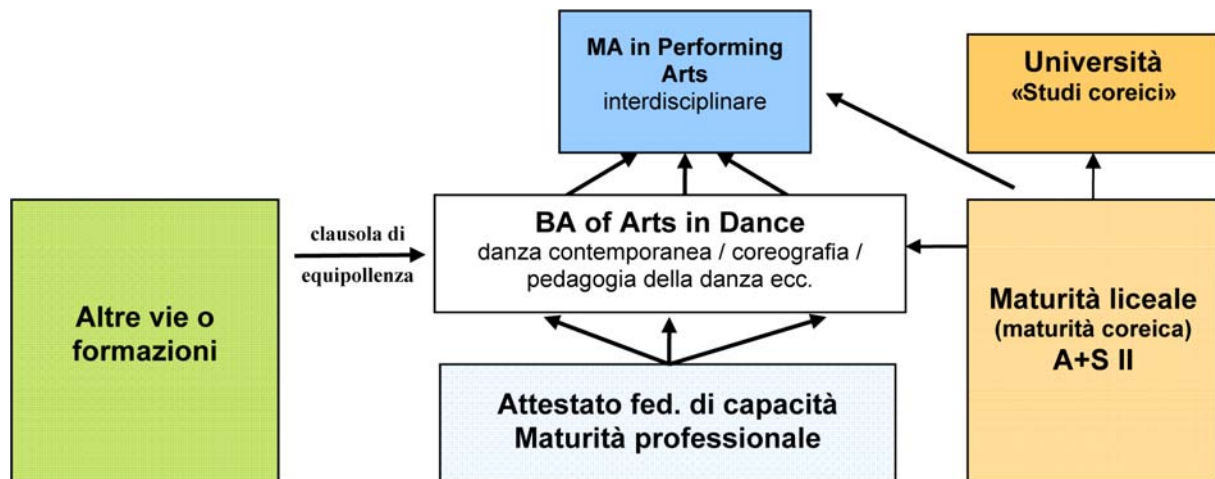 MA in Performing
Arts
interdisciplinare
Università
«Studi coreici»
Altre vie o
formazioni
clausola di
equipollenza
BA of Arts in Dance
danza contemporanea / coreografia /
pedagogia della danza ecc.
Maturità liceale
(maturità coreica)
A+S II
Attestato fed. di capacità
Maturità professionale